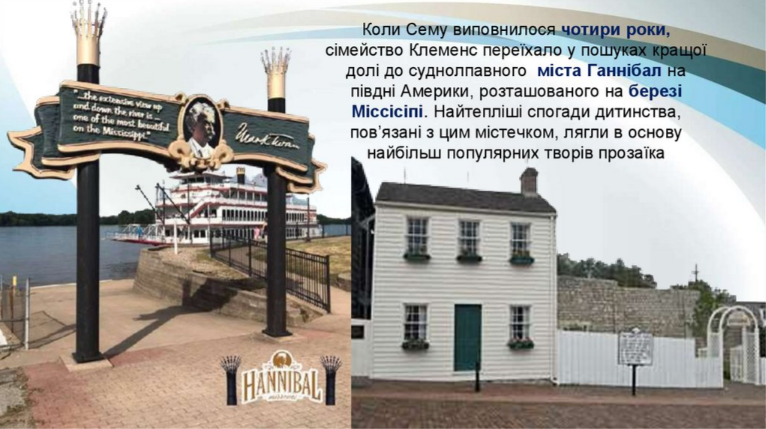 Коли Сему виповнилося чотири роки,
сімейство Клеменс переїхало у пошуках кращої
долі до суднолпавного міста Ганнібал на
півдні Америки, розташованого на березі
Міссісіпі. Найтепліші спогади дитинства,
пов’язані з цим містечком, лягли в основу
найбільш популярних творів прозаїка
"...the extensive view up
and down the river is ...
one of the most beautiful
on the Mississippi."
Mark Twain
HANNIBAL